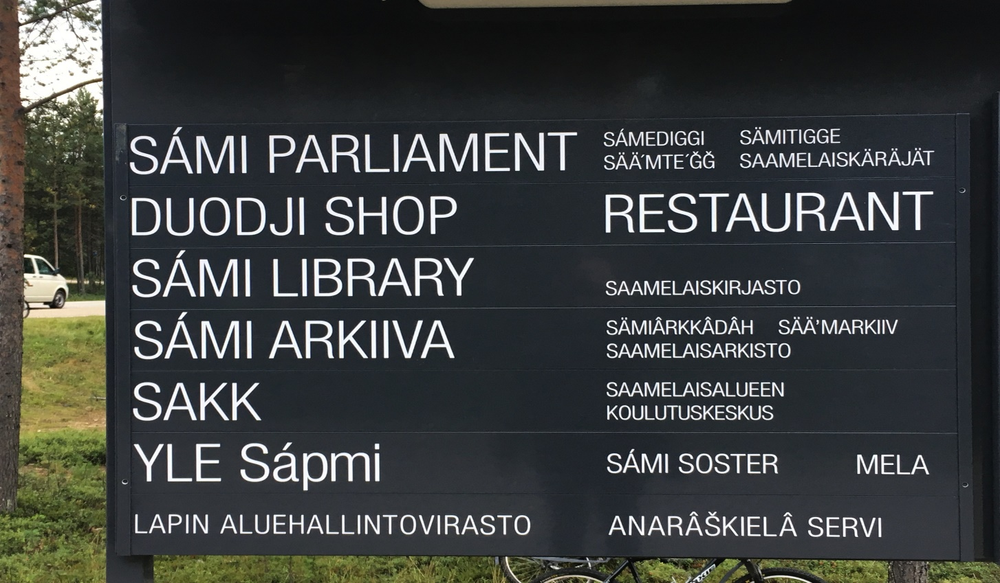 SÁMI PARLIAMENT
SÁMEDIGGI SÄMITIGGE
SÄÄ´MTE´ǦǦ SAAMELAISKÄRÄJÄT
DUODJI SHOP RESTAURANT
SÁMI LIBRARY SAAMELAISKIRJASTO
SÁMI ARKIIVA
SÄMIÂRKKÂDÂH SÄÄ’MARKIIV
SAAMELAISARKISTO
SAKK
SAAMELAISALUEEN
KOULUTUSKESKUS
YLE Sápmi SÁMI SOSTER MELA
LAPIN ALUEHALLINTOVIRASTO ANARÂŠKIELÂ SERVI